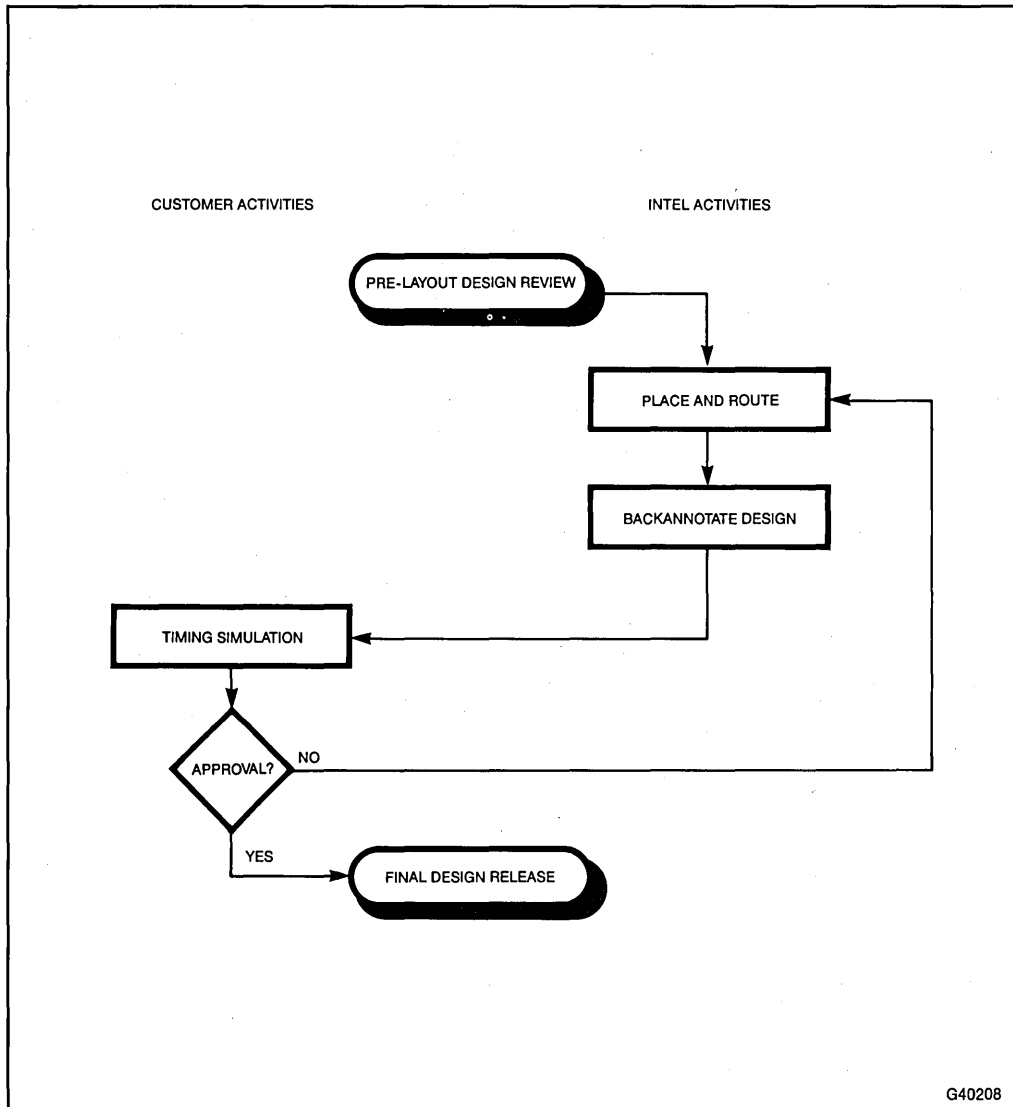 CUSTOMER ACTIVITIES
INTEL ACTIVITIES
PRE-LAYOUT DESIGN REVIEW
PLACE AND ROUTE
BACKANNOTATE DESIGN
TIMING SIMULATION
APPROVAL?
NO
YES
FINAL DESIGN RELEASE
G40208